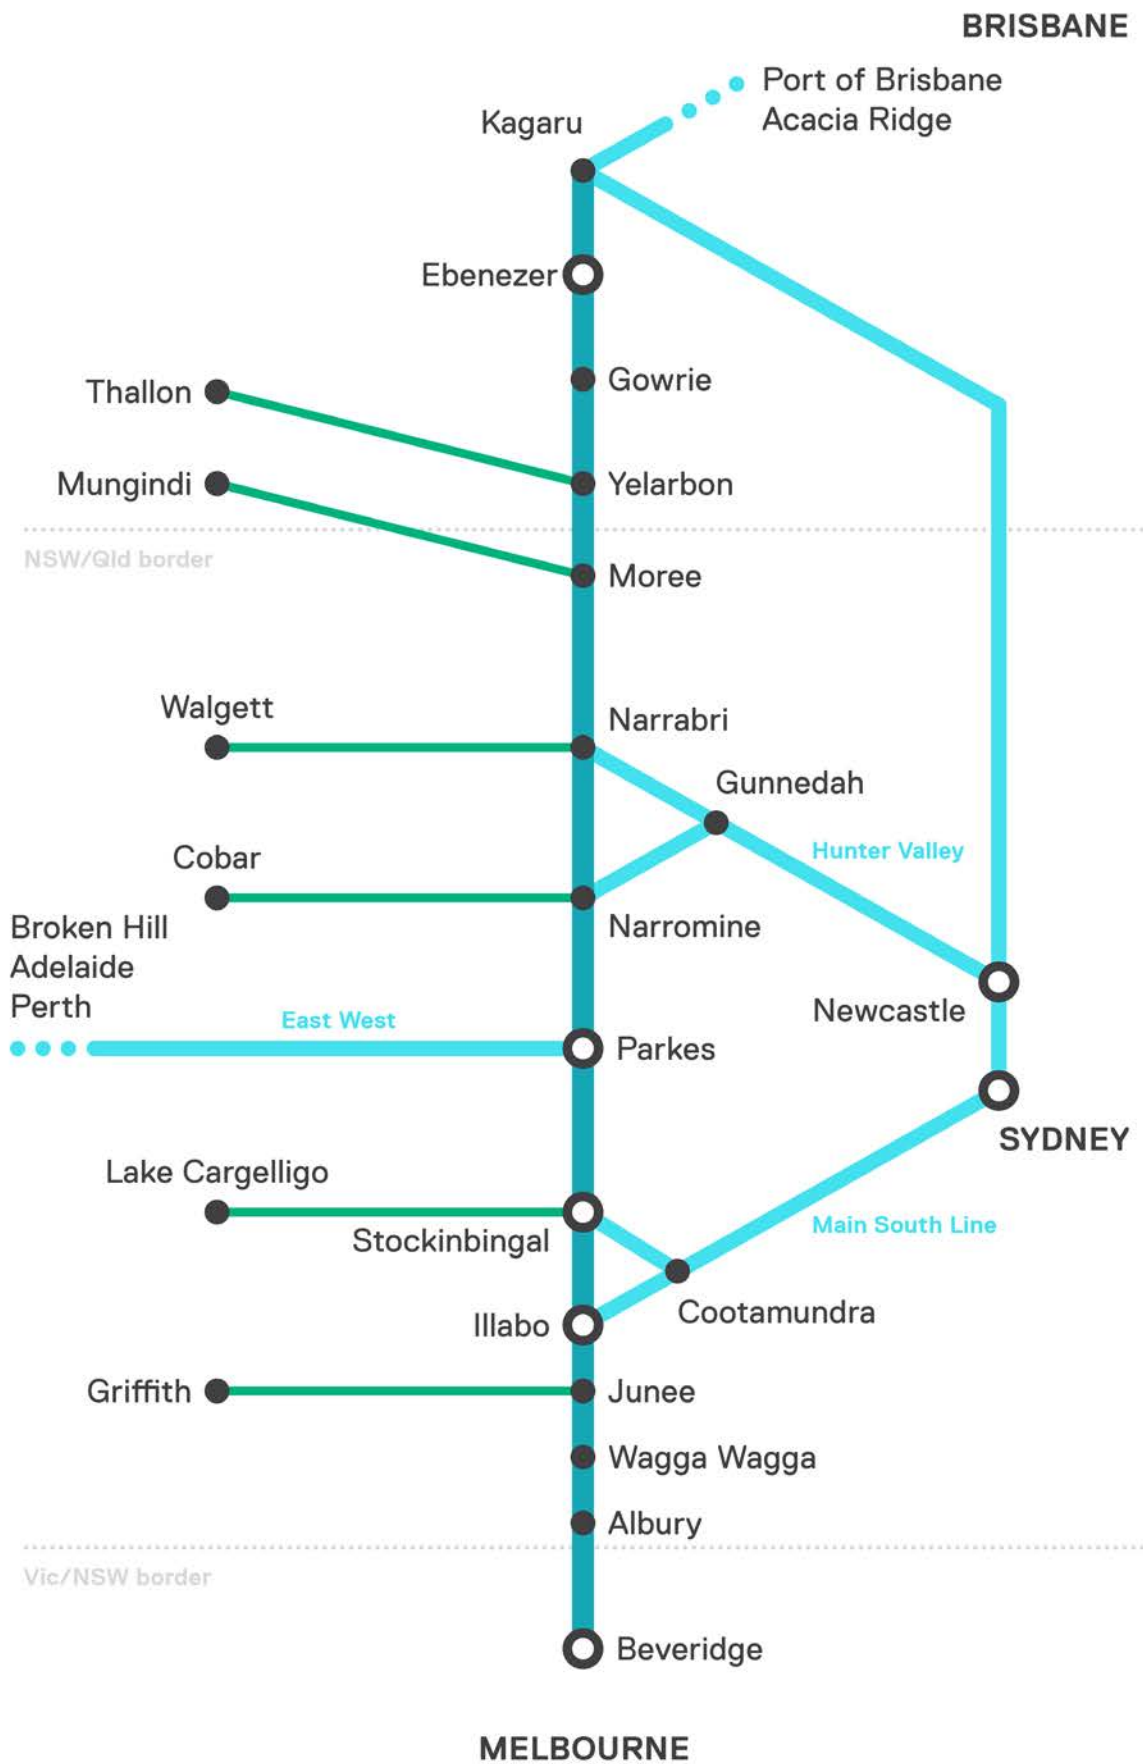 BRISBANE
Port of Brisbane
Acacia Ridge
Kagaru
Ebenezer
Gowrie
Thallon
Yelarbon
Mungindi
NSW/Qld border
Moree
Walgett
Narrabri
Gunnedah
Hunter Valley
Cobar
Narromine
Broken Hill
Adelaide
Perth
Newcastle
East West
Parkes
SYDNEY
Lake Cargelligo
Main South Line
Stockinbingal
Cootamundra
Illabo
Griffith
Junee
Wagga Wagga
Albury
Vic/NSW border
Beveridge
MELBOURNE